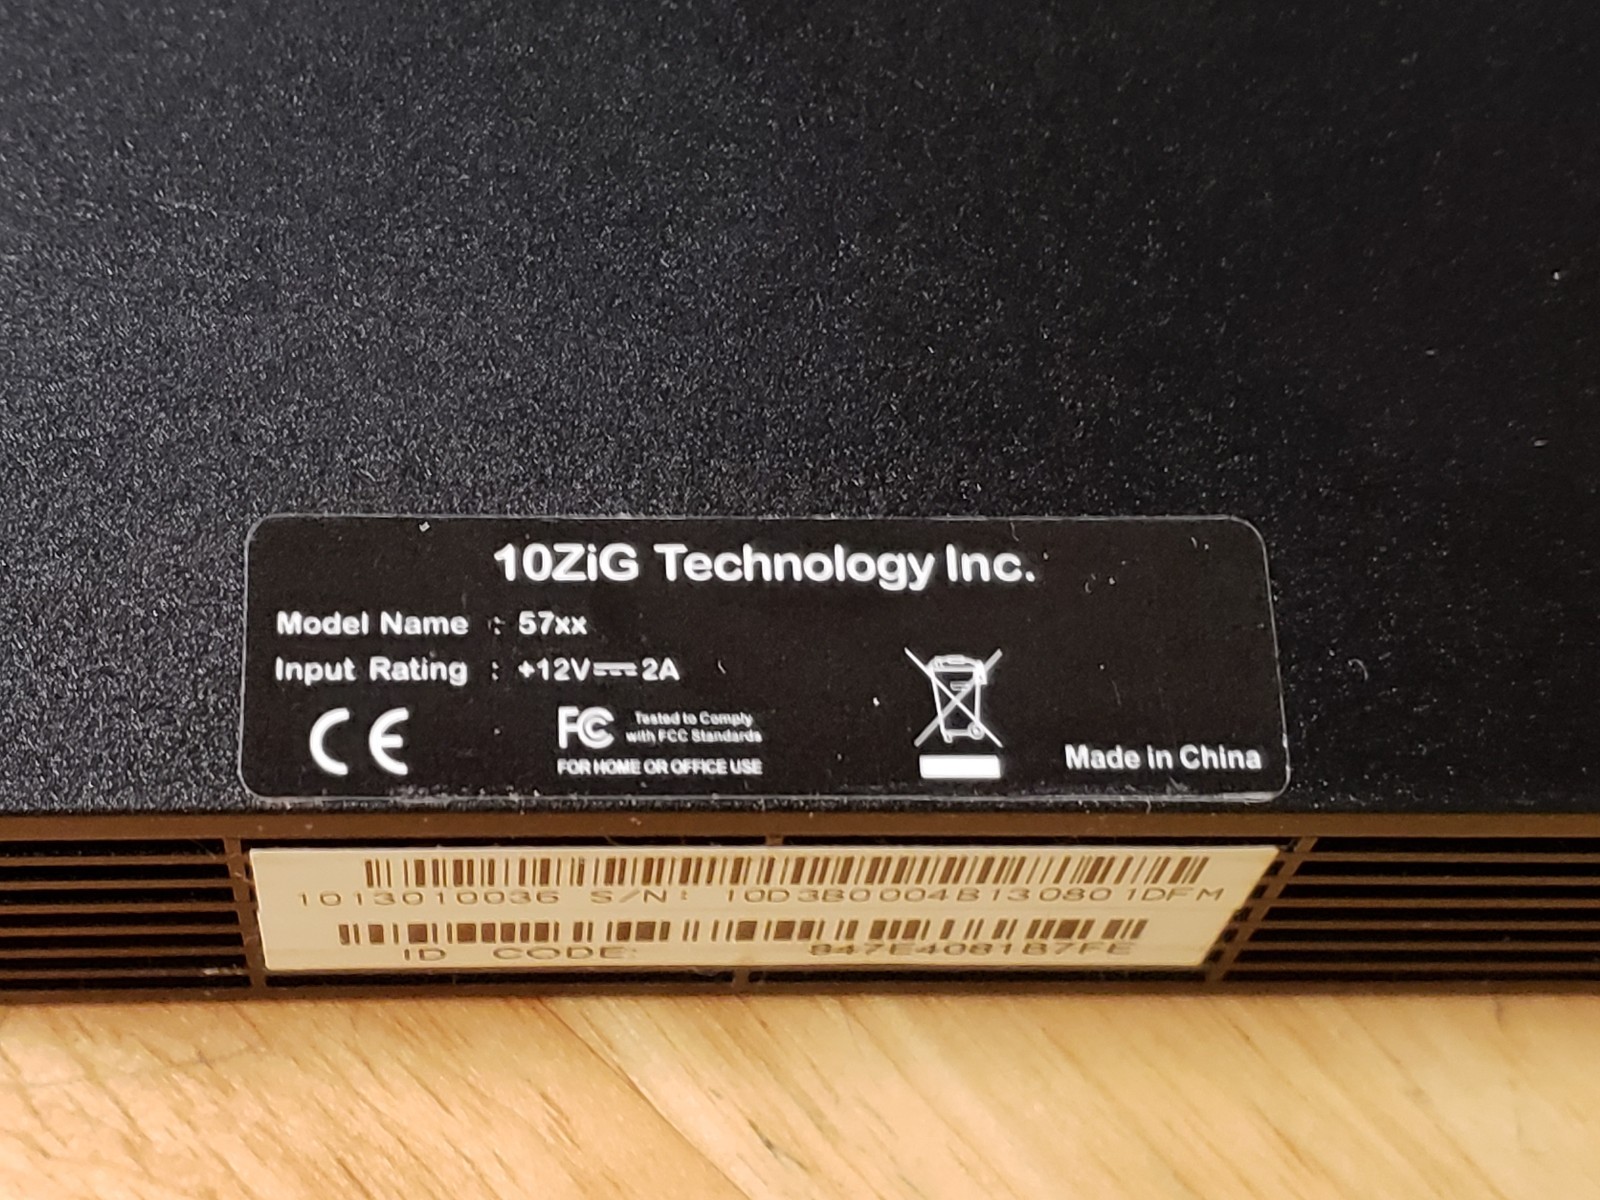 10ZiG Technology Inc.
Model Name : 57xx
Input Rating : +12V⎓2A
CE
FC Tested to Comply
with FCC Standards
FOR HOME OR OFFICE USE
Made in China
1013010036 S/N: 10D3B0004B130801DFM
ID CODE: 847E4081B7FE